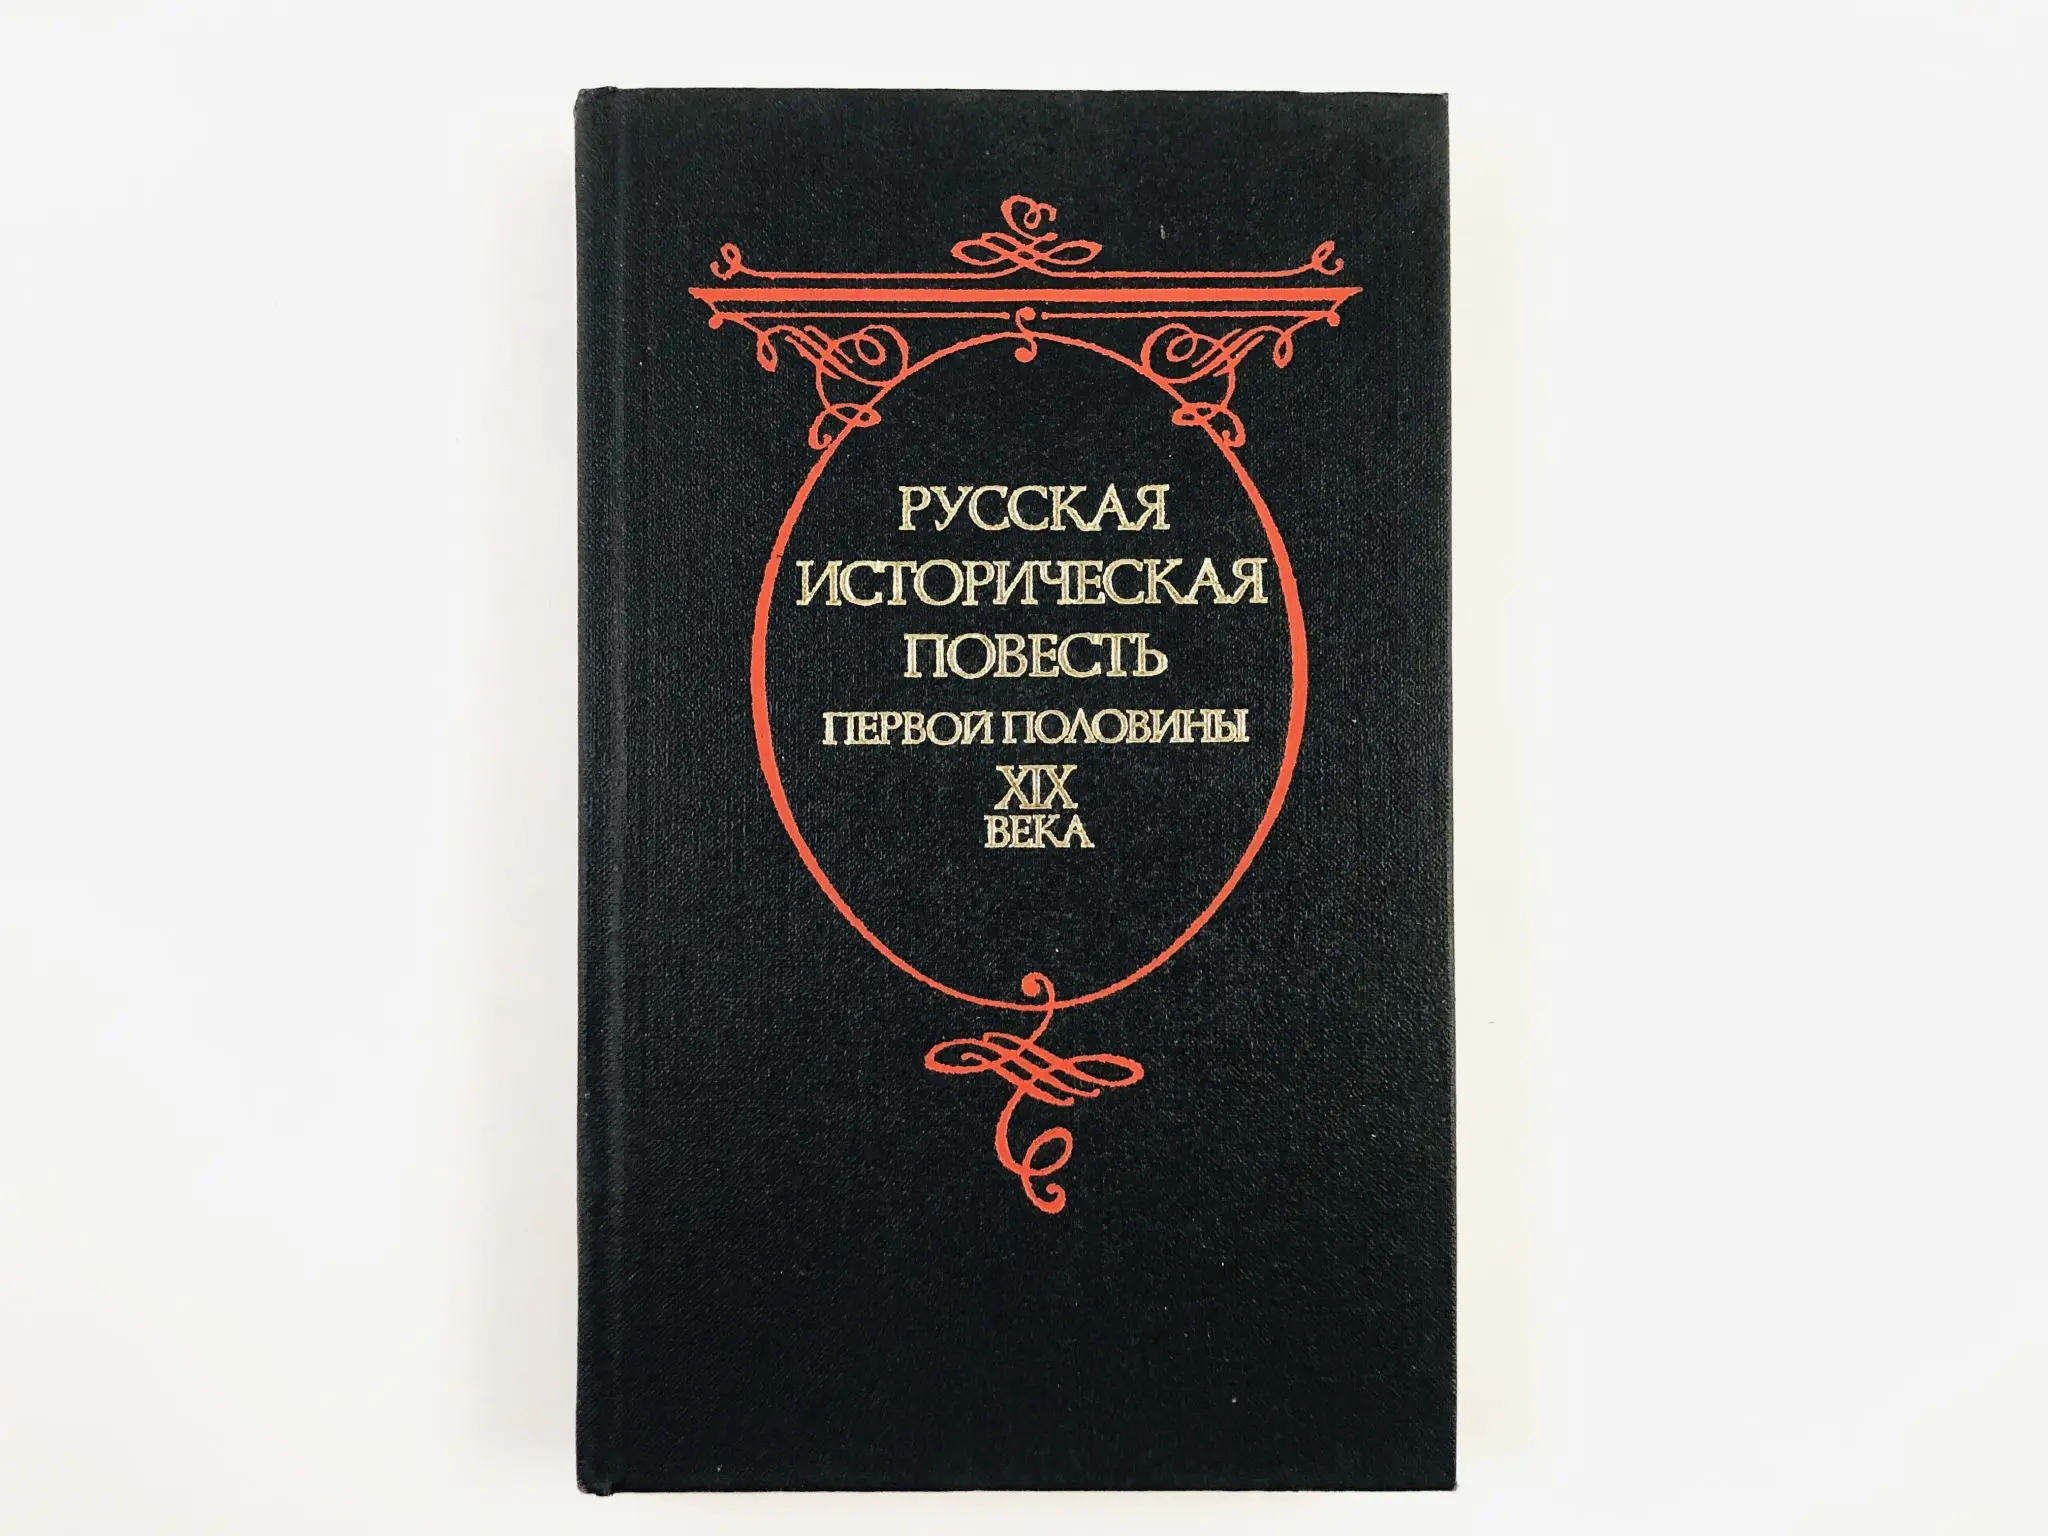 РУССКАЯ
ИСТОРИЧЕСКАЯ
ПОВЕСТЬ
ПЕРВОЙ ПОЛОВИНЫ
XIX
ВЕКА